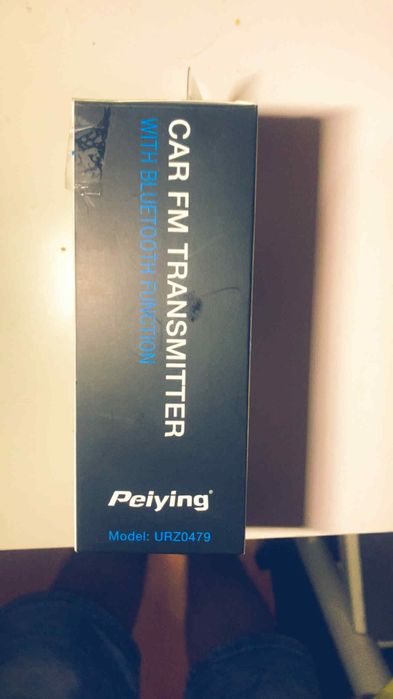 CAR FM TRANSMITTER
WITH BLUETOOTH FUNCTION
Peiying®
Model: URZ0479